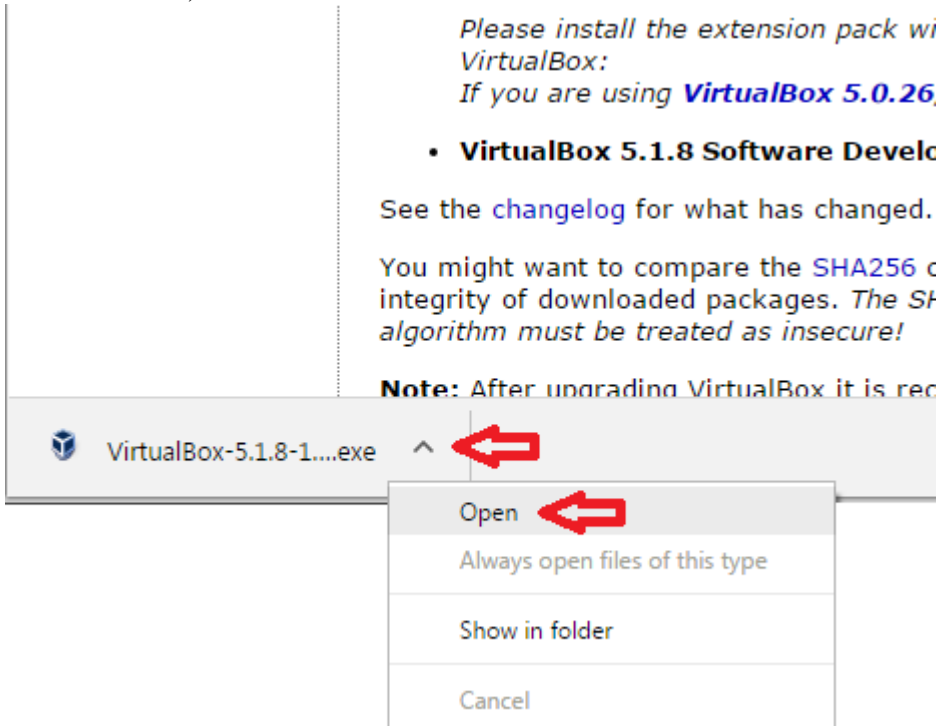 Please install the extension pack wi
VirtualBox:
If you are using VirtualBox 5.0.26,
• VirtualBox 5.1.8 Software Develo
See the changelog for what has changed.
You might want to compare the SHA256 c
integrity of downloaded packages. The SH
algorithm must be treated as insecure!
Note: After upgrading VirtualBox it is rec
VirtualBox-5.1.8-1....exe
Open
Always open files of this type
Show in folder
Cancel